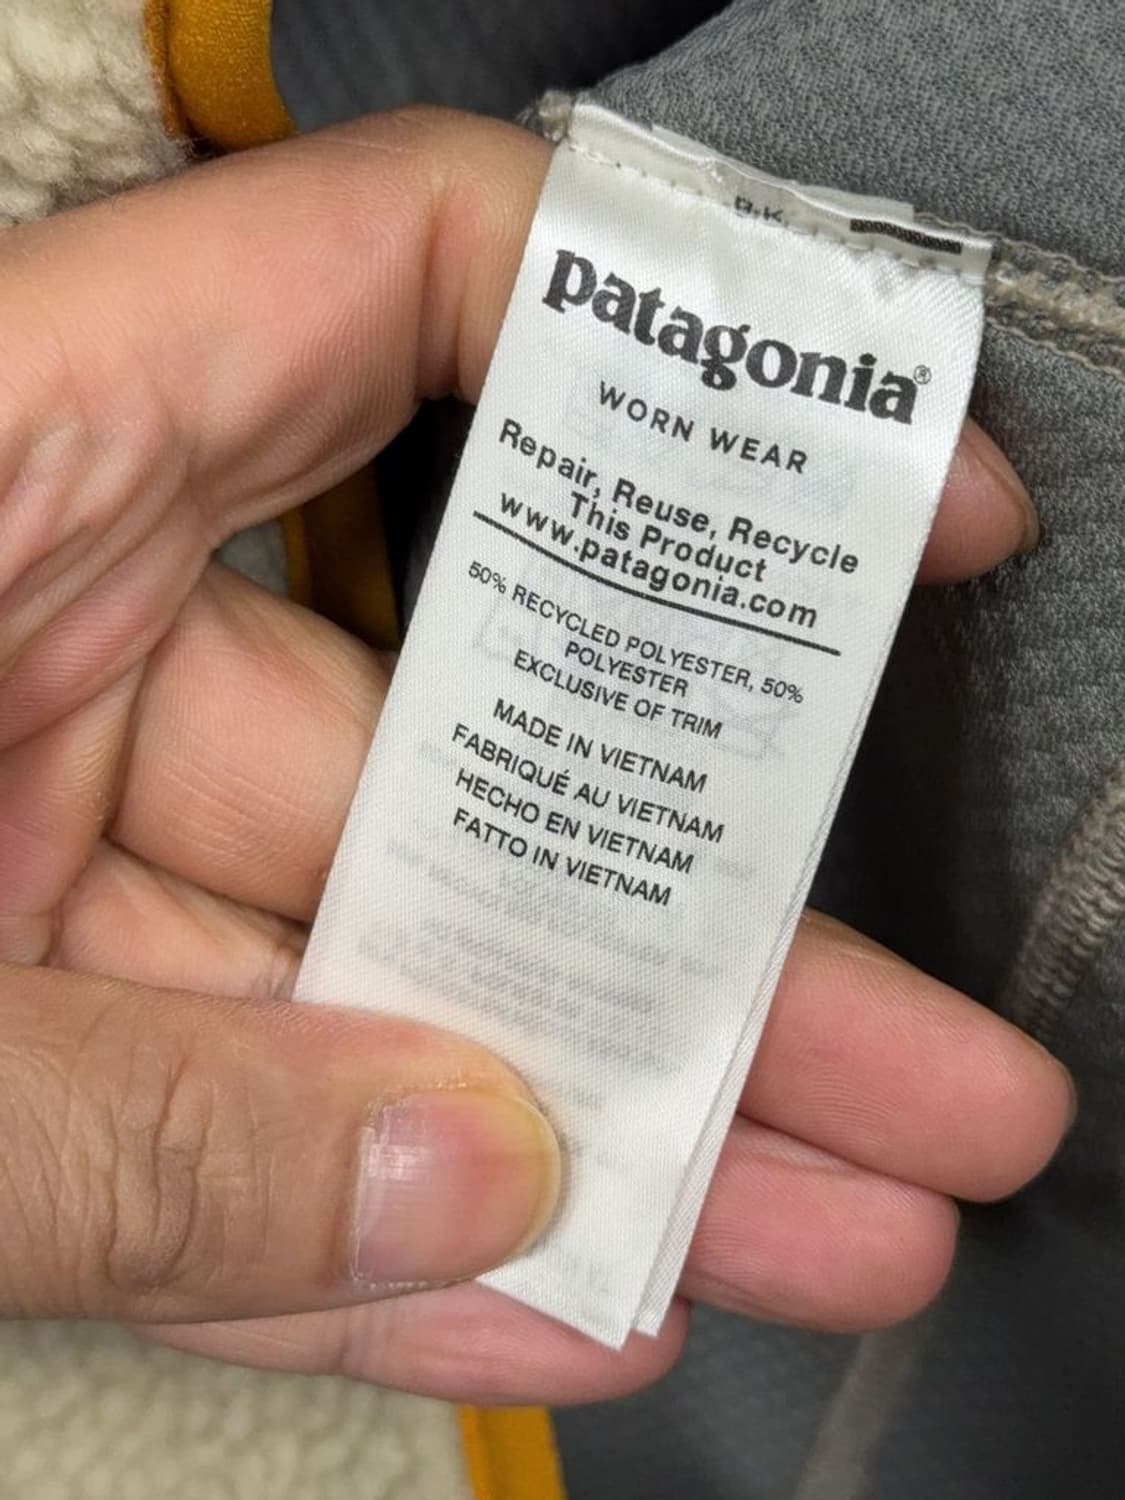 patagonia®
WORN WEAR
Repair, Reuse, Recycle
This Product
www.patagonia.com
50% RECYCLED POLYESTER, 50%
POLYESTER
EXCLUSIVE OF TRIM
MADE IN VIETNAM
FABRIQUÉ AU VIETNAM
HECHO EN VIETNAM
FATTO IN VIETNAM